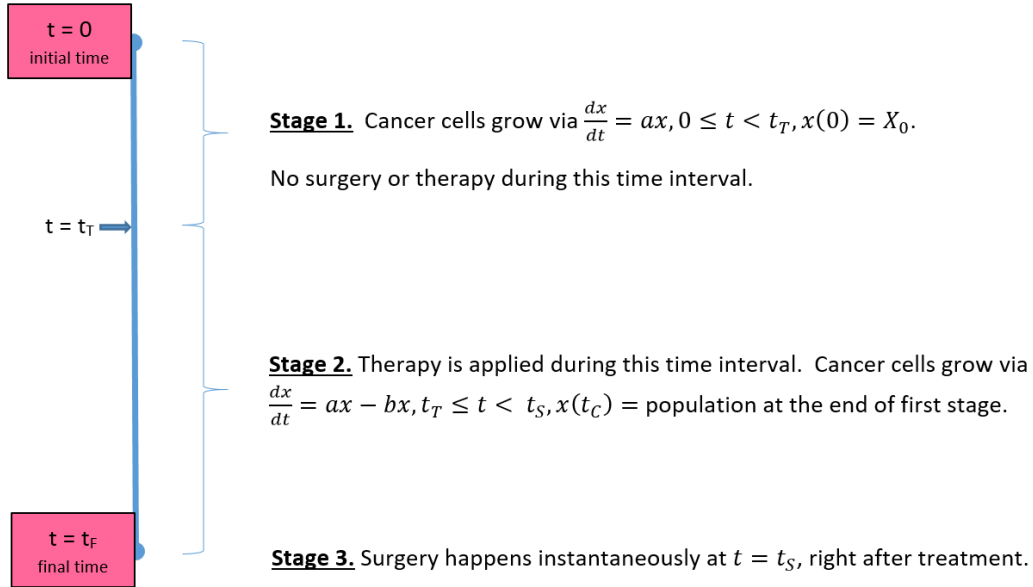 t = 0
initial time
Stage 1. Cancer cells grow via dx/dt = ax, 0 ≤ t < t_T, x(0) = X_0.
No surgery or therapy during this time interval.
t = t_T
Stage 2. Therapy is applied during this time interval. Cancer cells grow via
dx/dt = ax − bx, t_T ≤ t < t_S, x(t_C) = population at the end of first stage.
t = t_F
final time
Stage 3. Surgery happens instantaneously at t = t_S, right after treatment.